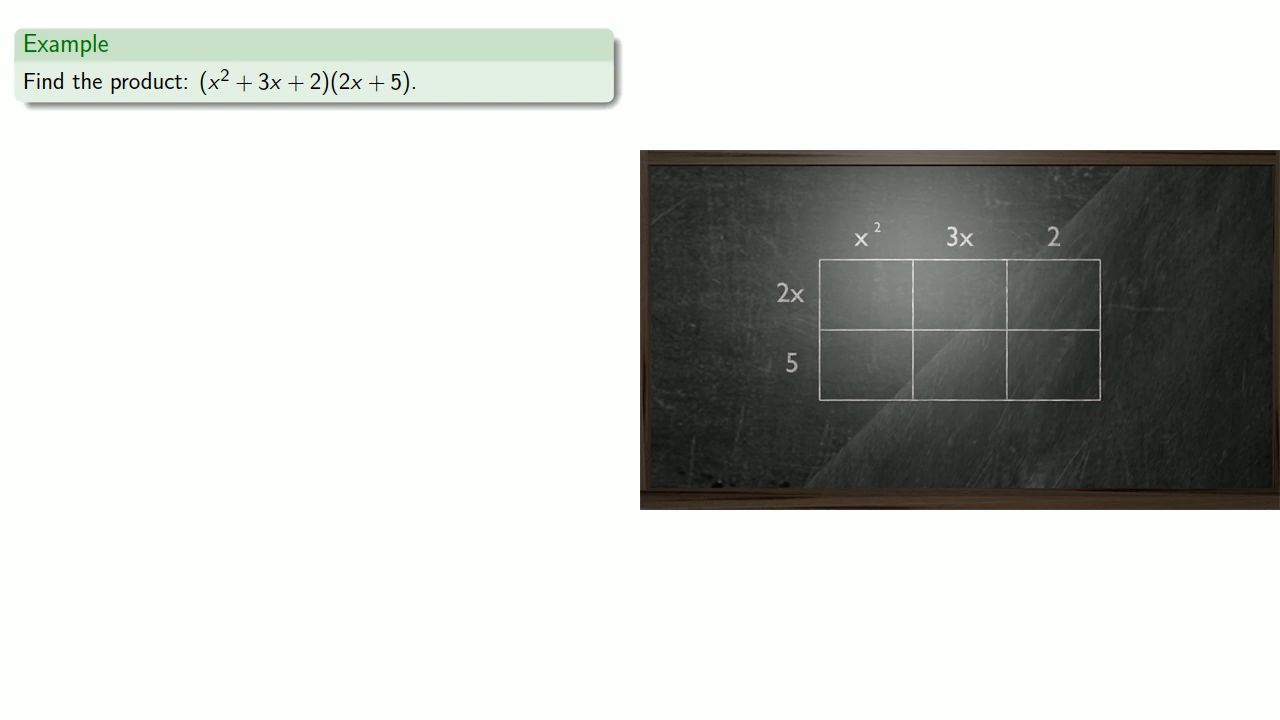 Example
Find the product: (x² + 3x + 2)(2x + 5).
x² 3x 2
2x
5